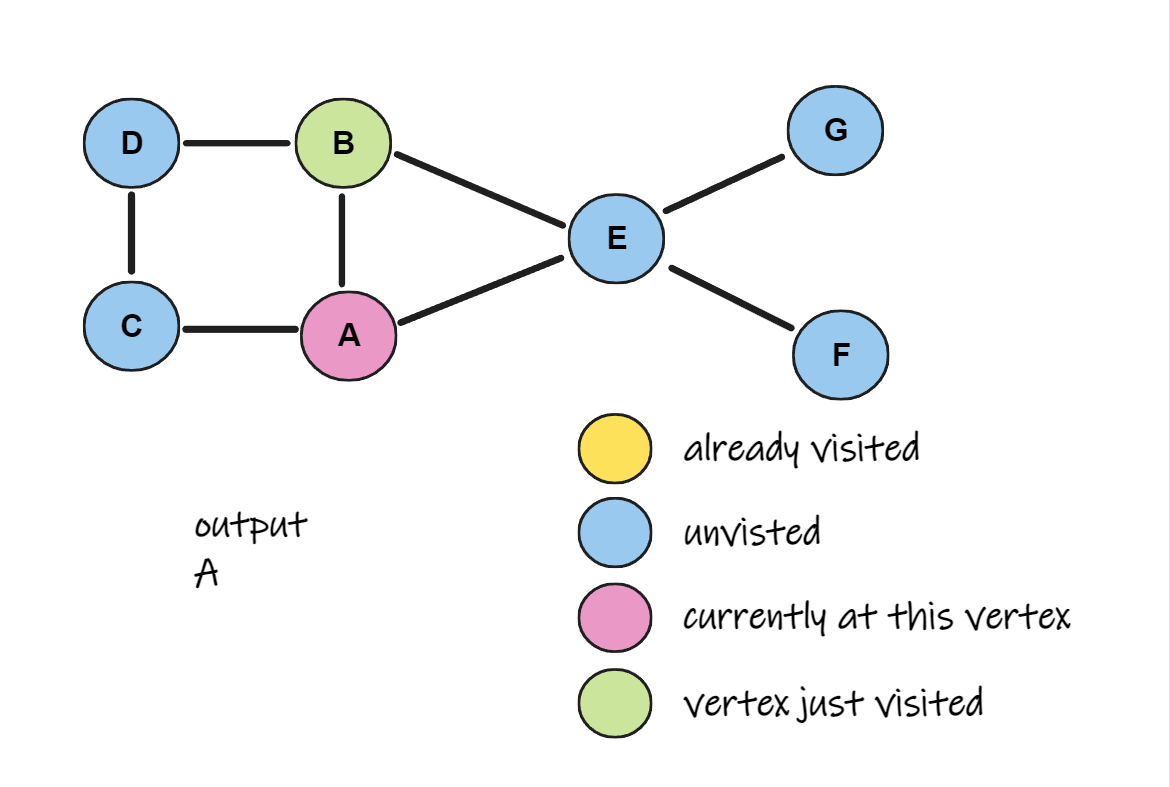 D
B
G
E
C
A
F
already visited
output
unvisted
A
currently at this vertex
vertex just visited